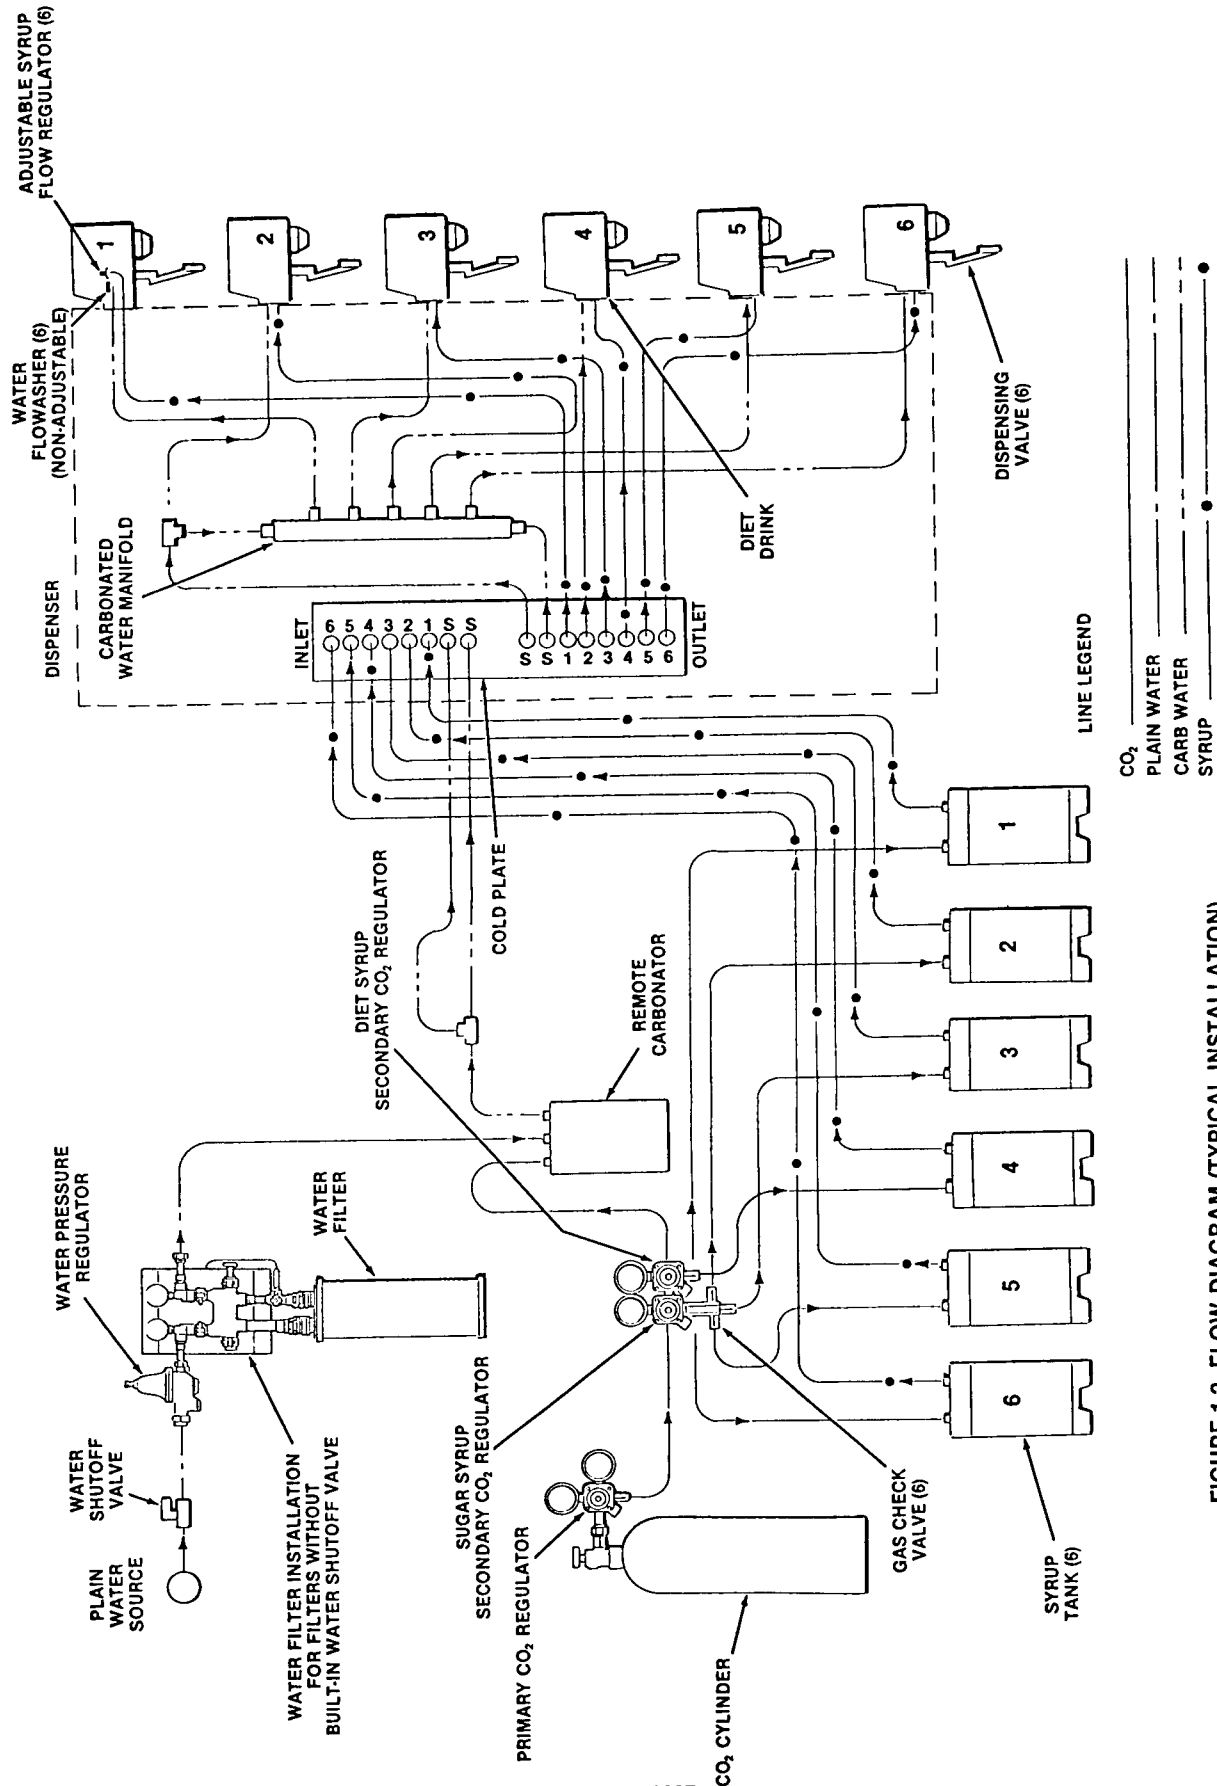 ADJUSTABLE SYRUP
FLOW REGULATOR (6)
WATER
FLOWASHER (6)
(NON-ADJUSTABLE)
1
2
3
4
5
6
DISPENSING
VALVE (6)
DIET
DRINK
DISPENSER
CARBONATED
WATER MANIFOLD
INLET
6
5
4
3
2
1
S
S
S
S
1
2
3
4
5
6
OUTLET
COLD PLATE
DIET SYRUP
SECONDARY CO₂ REGULATOR
REMOTE
CARBONATOR
WATER PRESSURE
REGULATOR
WATER
FILTER
WATER
SHUTOFF
VALVE
PLAIN
WATER
SOURCE
WATER FILTER INSTALLATION
FOR FILTERS WITHOUT
BUILT-IN WATER SHUTOFF VALVE
SUGAR SYRUP
SECONDARY CO₂ REGULATOR
PRIMARY CO₂ REGULATOR
CO₂ CYLINDER
GAS CHECK
VALVE (6)
SYRUP
TANK (6)
6
5
4
3
2
1
LINE LEGEND
CO₂
PLAIN WATER
CARB WATER
SYRUP